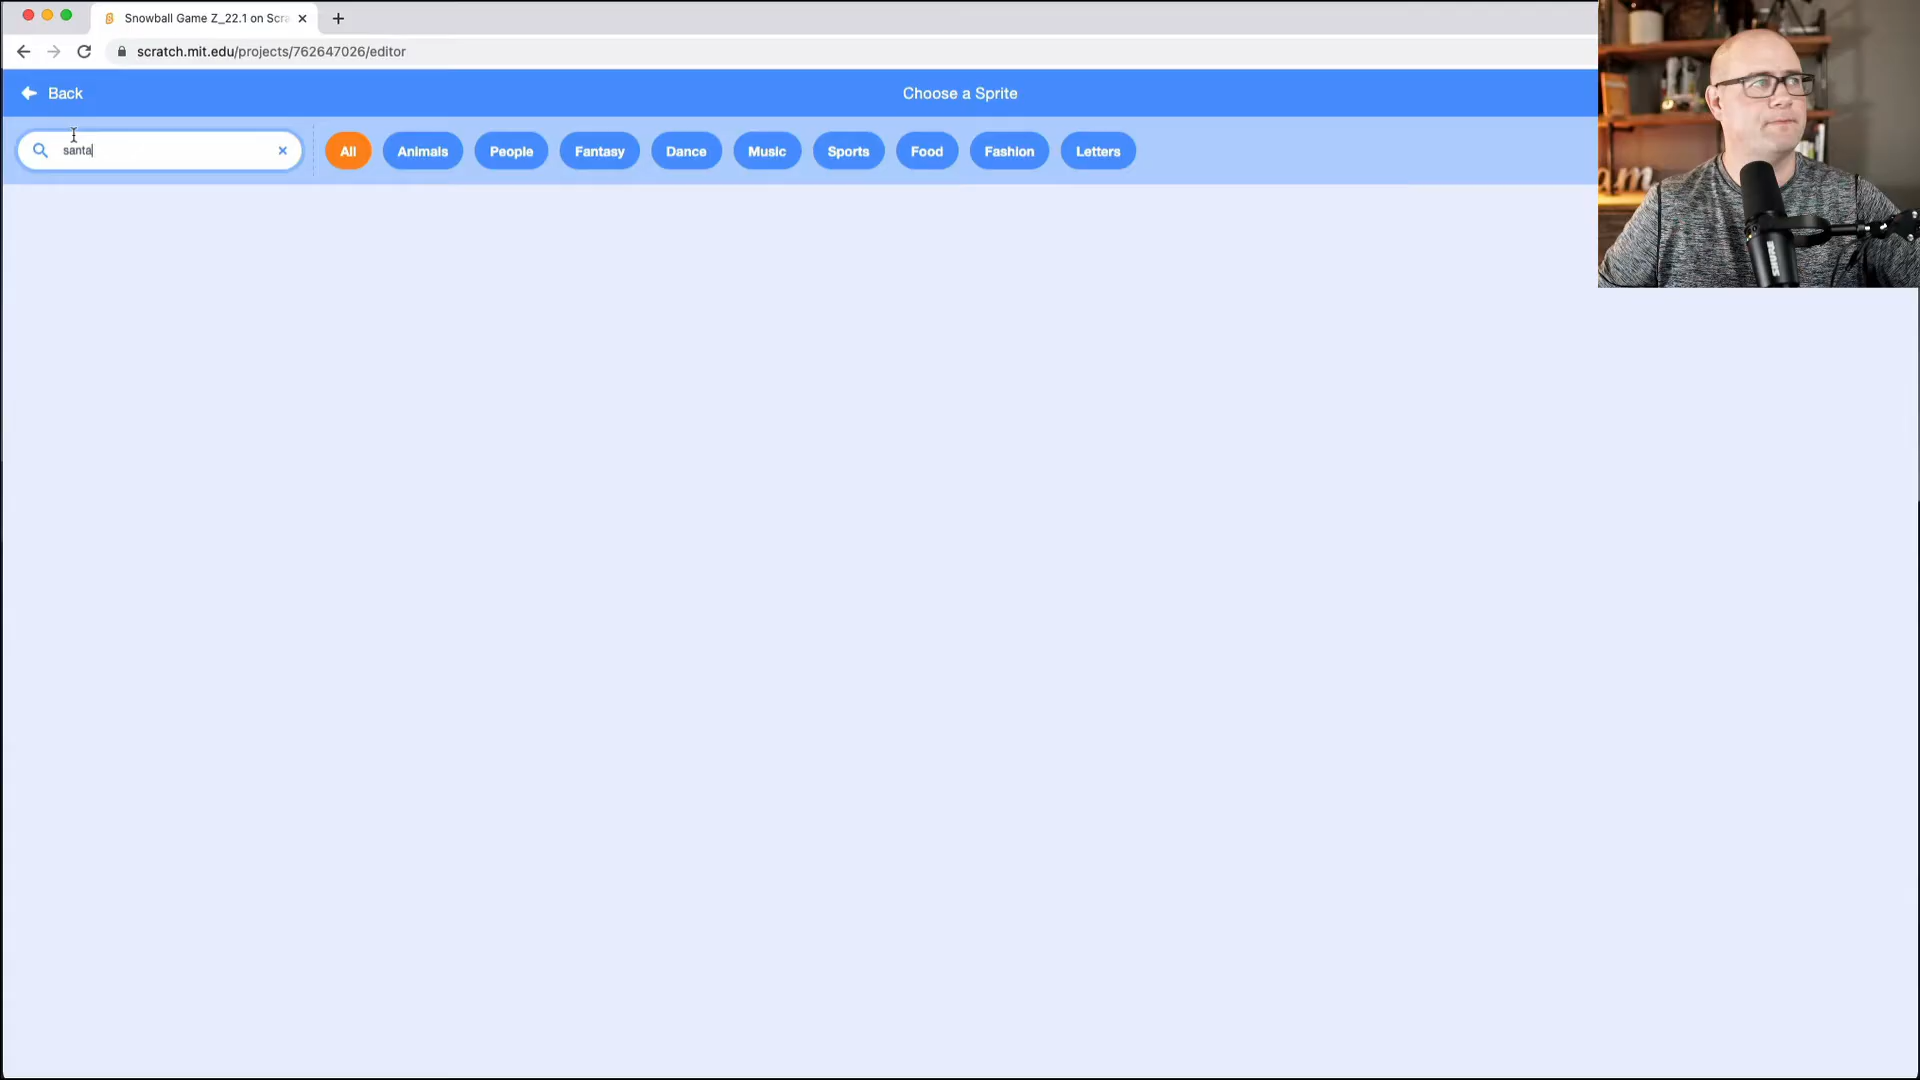 Snowball Game Z_22.1 on Scra
scratch.mit.edu/projects/762647026/editor
Back
Choose a Sprite
santa
All
Animals
People
Fantasy
Dance
Music
Sports
Food
Fashion
Letters